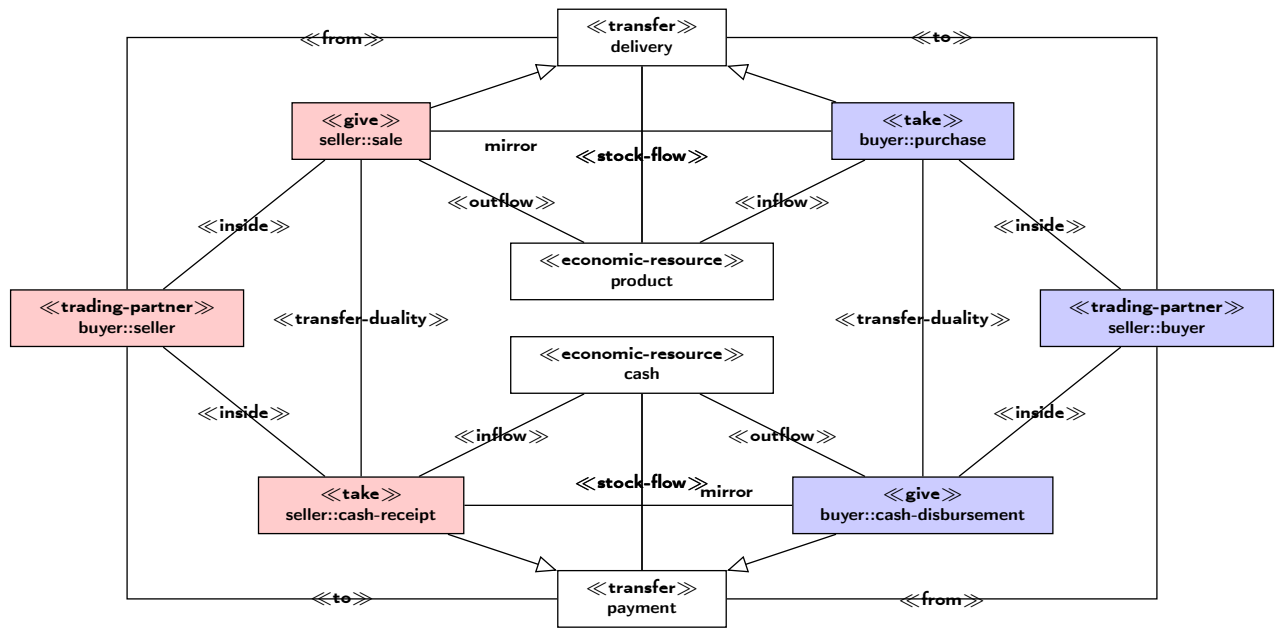 ≪transfer≫
delivery
≪from≫
≪to≫
≪give≫
seller::sale
≪take≫
buyer::purchase
mirror
≪stock-flow≫
≪outflow≫
≪inflow≫
≪inside≫
≪inside≫
≪economic-resource≫
product
≪trading-partner≫
buyer::seller
≪transfer-duality≫
≪transfer-duality≫
≪trading-partner≫
seller::buyer
≪economic-resource≫
cash
≪inside≫
≪inside≫
≪inflow≫
≪outflow≫
≪stock-flow≫
mirror
≪take≫
seller::cash-receipt
≪give≫
buyer::cash-disbursement
≪transfer≫
payment
≪to≫
≪from≫